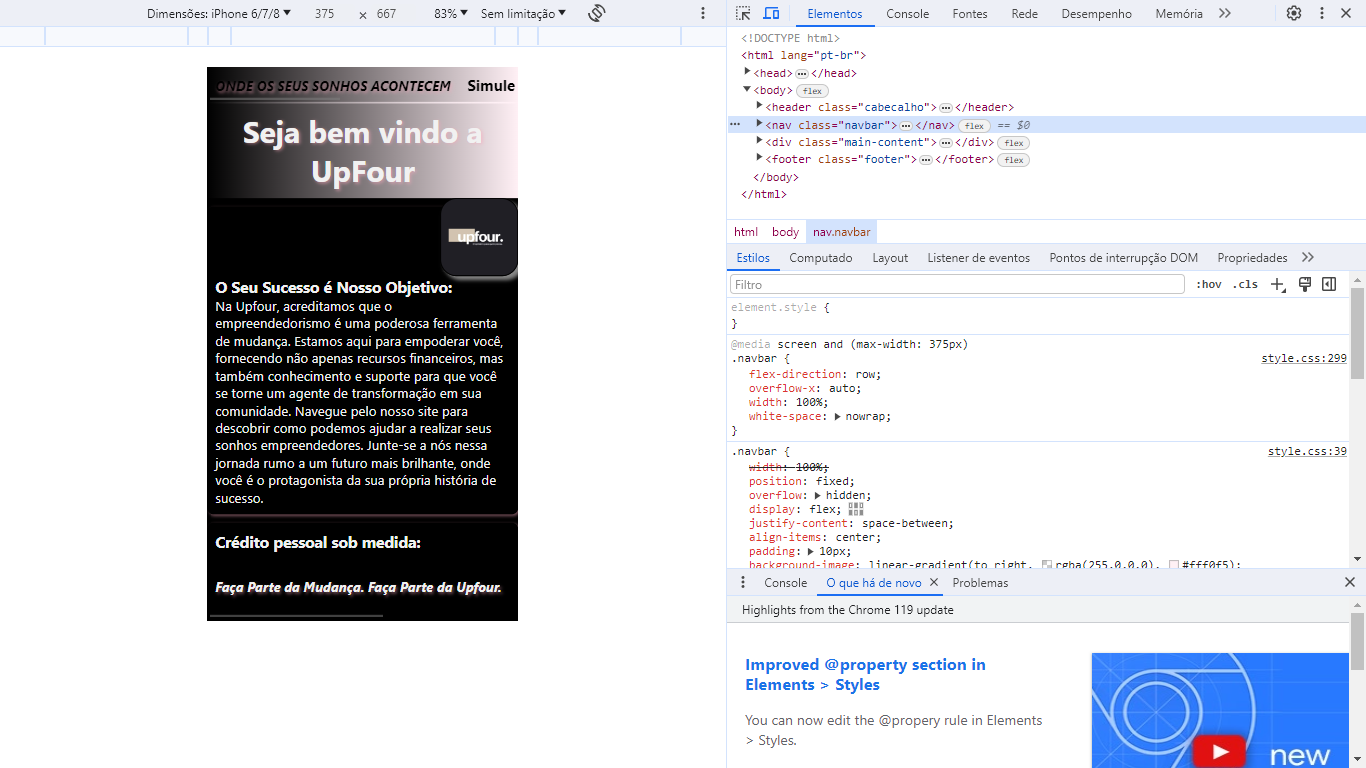 Dimensões: iPhone 6/7/8 ▼ 375 × 667 83% ▼ Sem limitação ▼
ONDE OS SEUS SONHOS ACONTECEM Simule
Seja bem vindo a
UpFour
upfour.
O Seu Sucesso é Nosso Objetivo:
Na Upfour, acreditamos que o
empreendedorismo é uma poderosa ferramenta
de mudança. Estamos aqui para empoderar você,
fornecendo não apenas recursos financeiros, mas
também conhecimento e suporte para que você
se torne um agente de transformação em sua
comunidade. Navegue pelo nosso site para
descobrir como podemos ajudar a realizar seus
sonhos empreendedores. Junte-se a nós nessa
jornada rumo a um futuro mais brilhante, onde
você é o protagonista da sua própria história de
sucesso.
Crédito pessoal sob medida:
Faça Parte da Mudança. Faça Parte da Upfour.
Elementos Console Fontes Rede Desempenho Memória
<!DOCTYPE html>
<html lang="pt-br">
<head>…</head>
<body> flex
<header class="cabecalho">…</header>
<nav class="navbar">…</nav> flex == $0
<div class="main-content">…</div> flex
<footer class="footer">…</footer> flex
</body>
</html>
html body nav.navbar
Estilos Computado Layout Listener de eventos Pontos de interrupção DOM Propriedades
Filtro :hov .cls
element.style {
}
@media screen and (max-width: 375px)
.navbar { style.css:299
flex-direction: row;
overflow-x: auto;
width: 100%;
white-space: nowrap;
}
.navbar { style.css:39
width: 100%;
position: fixed;
overflow: hidden;
display: flex;
justify-content: space-between;
align-items: center;
padding: 10px;
background-image: linear-gradient(to right, rgba(255,0,0,0), #fff0f5);
Console O que há de novo Problemas
Highlights from the Chrome 119 update
Improved @property section in
Elements > Styles
You can now edit the @propery rule in Elements
> Styles.
new